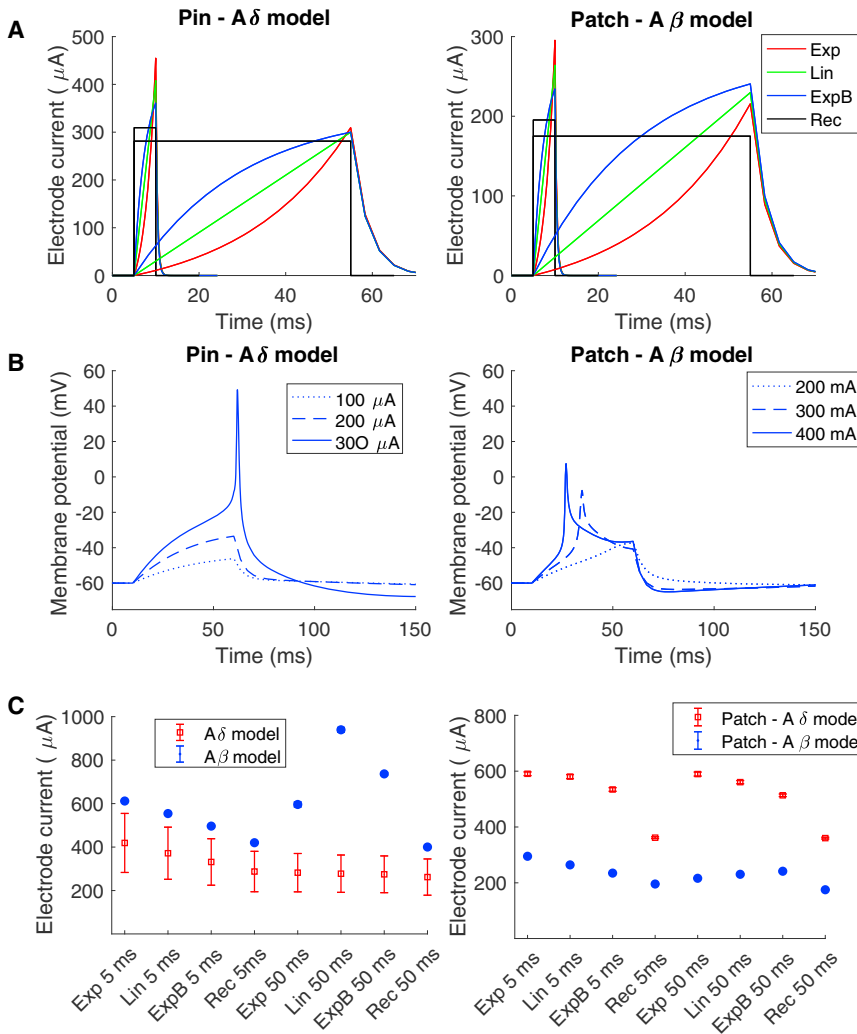 A
Pin - A δ model
Electrode current ( μA)
500
400
300
200
100
0
0 20 40 60
Time (ms)
Patch - A β model
Electrode current ( μA)
300
200
100
0
0 20 40 60
Time (ms)
Exp
Lin
ExpB
Rec
B
Pin - A δ model
Membrane potential (mV)
60
40
20
0
-20
-40
-60
0 50 100 150
Time (ms)
100 μA
200 μA
30O μA
Patch - A β model
Membrane potential (mV)
60
40
20
0
-20
-40
-60
0 50 100 150
Time (ms)
200 mA
300 mA
400 mA
C
Electrode current ( μA)
1000
800
600
400
200
A δ model
A β model
Exp 5 ms
Lin 5 ms
ExpB 5 ms
Rec 5ms
Exp 50 ms
Lin 50 ms
ExpB 50 ms
Rec 50 ms
Electrode current ( μA)
800
600
400
200
Patch - A δ mode
Patch - A β mode
Exp 5 ms
Lin 5 ms
ExpB 5 ms
Rec 5ms
Exp 50 ms
Lin 50 ms
ExpB 50 ms
Rec 50 ms